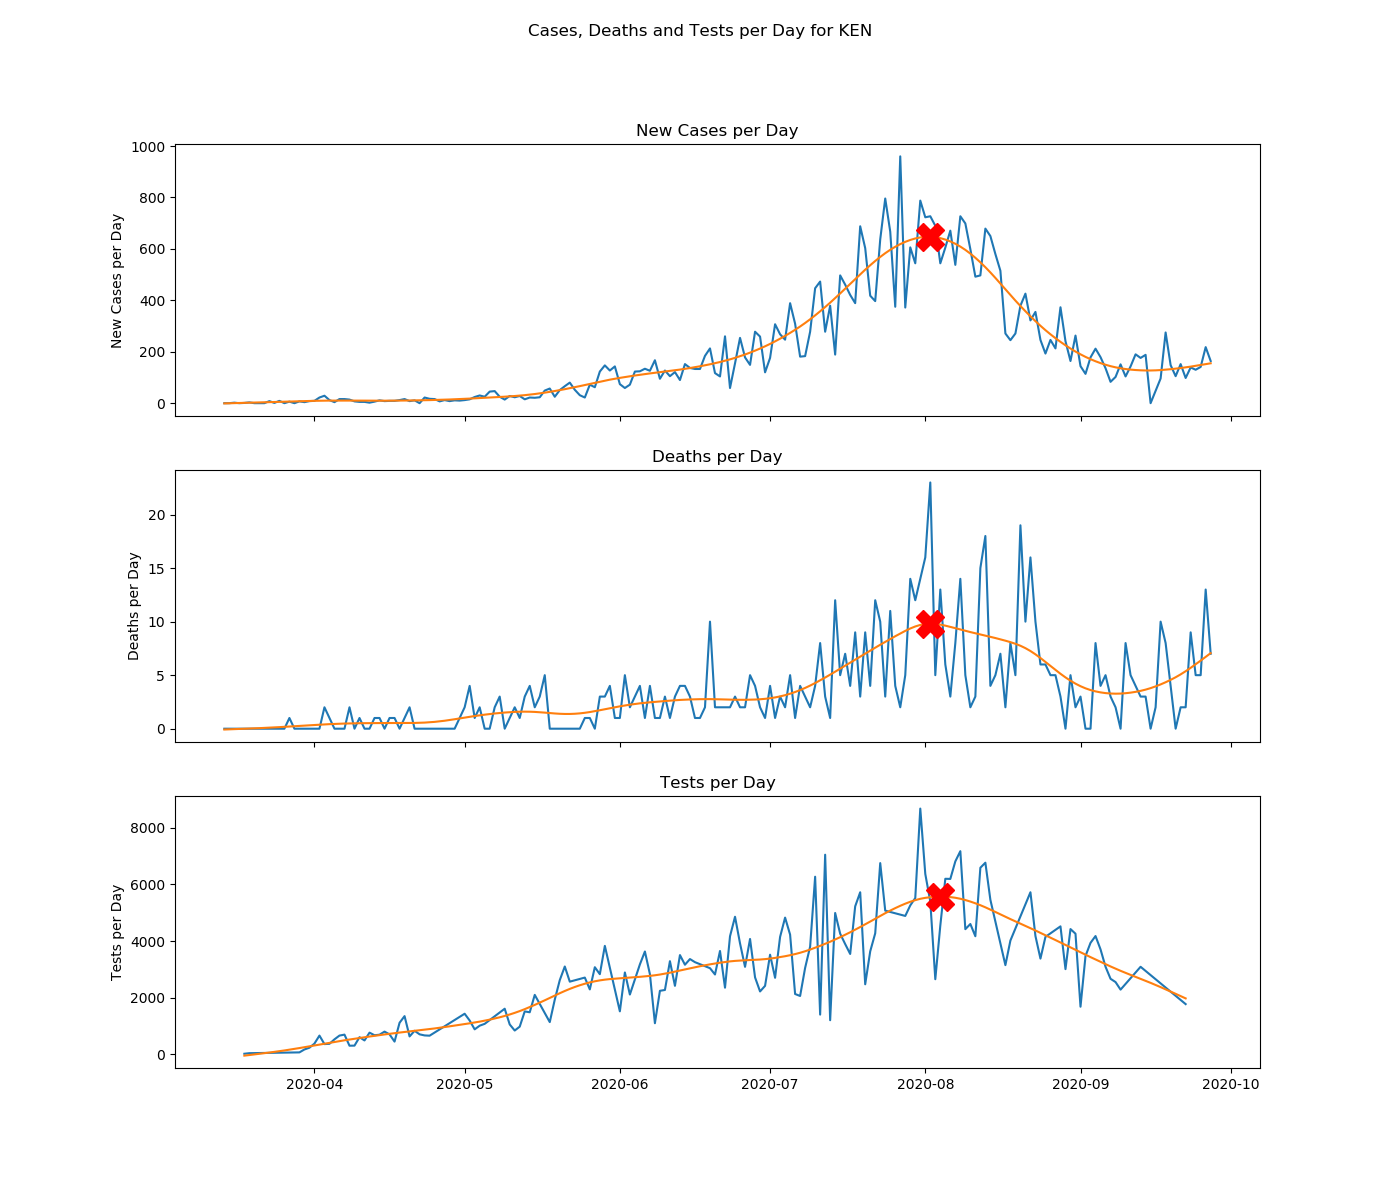 Cases, Deaths and Tests per Day for KEN
New Cases per Day
New Cases per Day
1000
800
600
400
200
0
Deaths per Day
Deaths per Day
20
15
10
5
0
Tests per Day
Tests per Day
8000
6000
4000
2000
0
2020-04 2020-05 2020-06 2020-07 2020-08 2020-09 2020-10